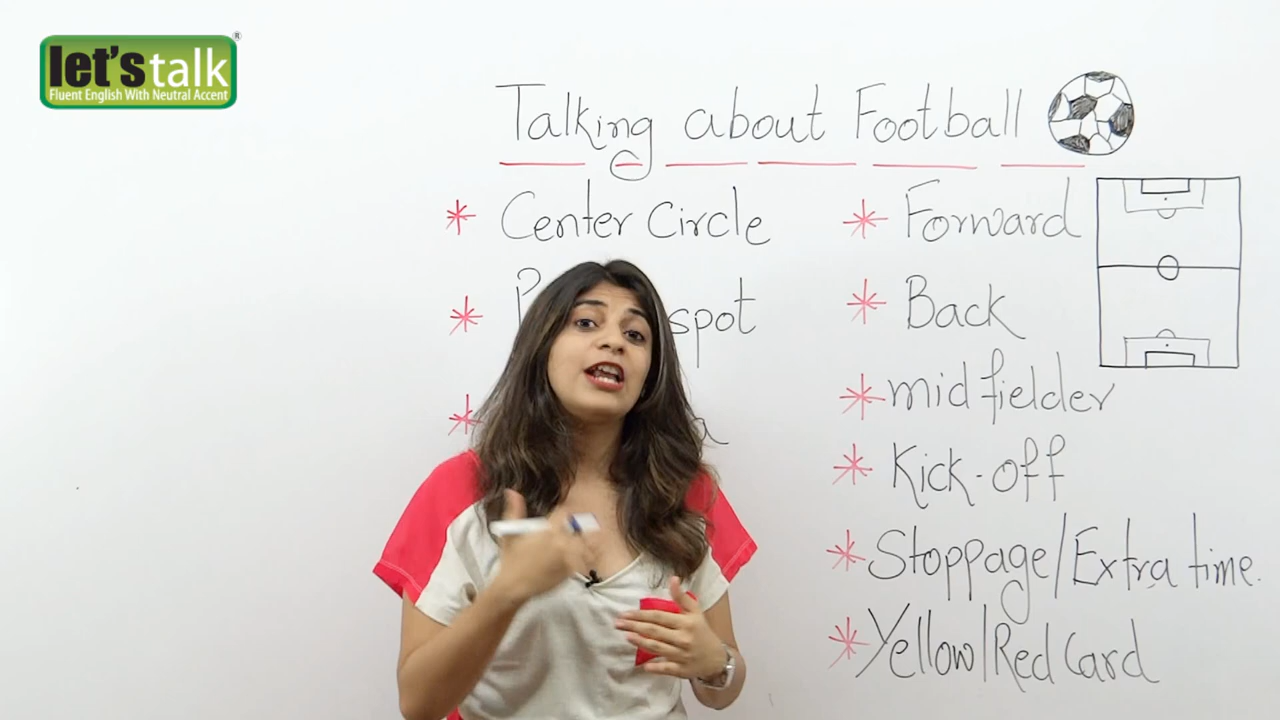 let's talk®
Fluent English With Neutral Accent
Talking about Football
* Center Circle
* spot
*
* Forward
* Back
* midfielder
* Kick-off
* Stoppage/Extra time.
* Yellow/Red Card